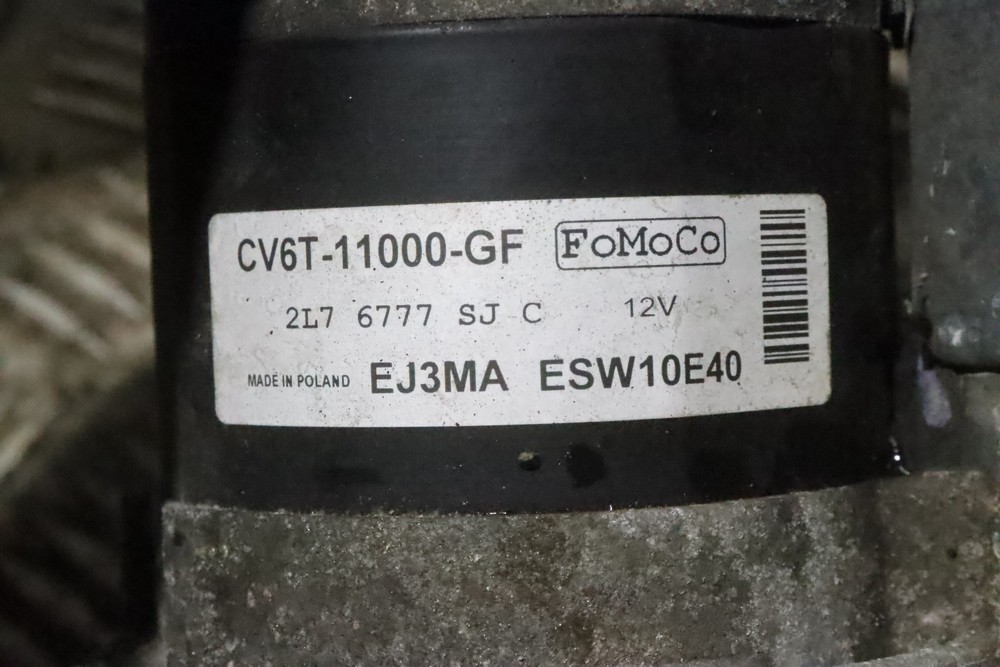 CV6T-11000-GF FoMoCo
2L7 6777 SJ C 12V
MADE IN POLAND EJ3MA ESW10E40